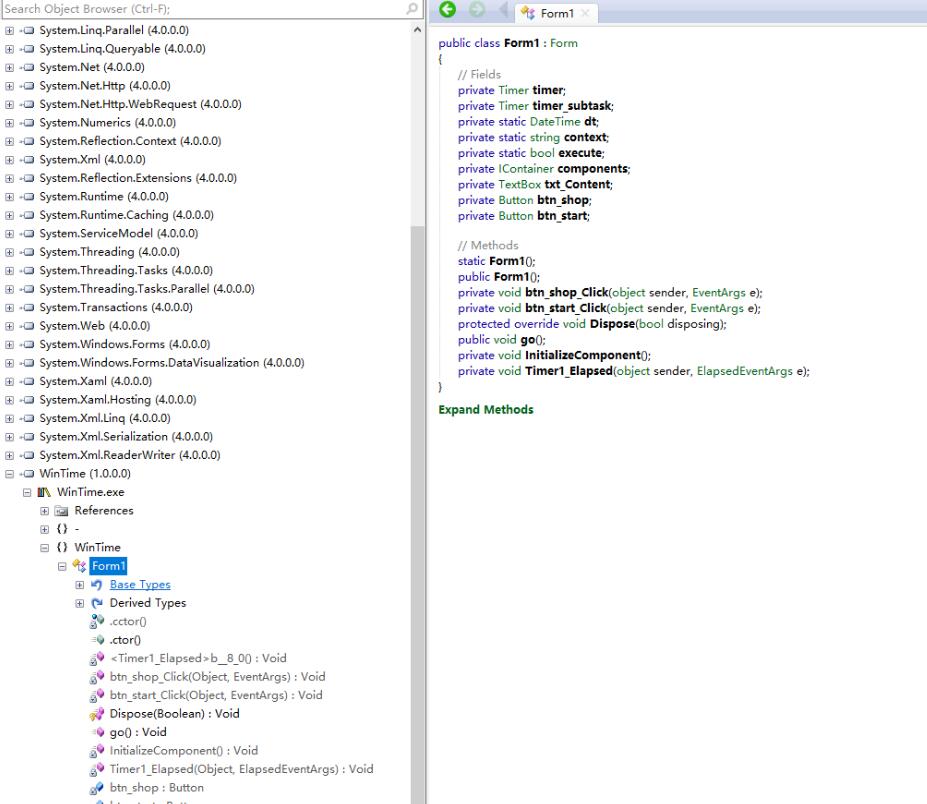 Search Object Browser (Ctrl-F);
System.Linq.Parallel (4.0.0.0)
System.Linq.Queryable (4.0.0.0)
System.Net (4.0.0.0)
System.Net.Http (4.0.0.0)
System.Net.Http.WebRequest (4.0.0.0)
System.Numerics (4.0.0.0)
System.Reflection.Context (4.0.0.0)
System.Xml (4.0.0.0)
System.Reflection.Extensions (4.0.0.0)
System.Runtime (4.0.0.0)
System.Runtime.Caching (4.0.0.0)
System.ServiceModel (4.0.0.0)
System.Threading (4.0.0.0)
System.Threading.Tasks (4.0.0.0)
System.Threading.Tasks.Parallel (4.0.0.0)
System.Transactions (4.0.0.0)
System.Web (4.0.0.0)
System.Windows.Forms (4.0.0.0)
System.Windows.Forms.DataVisualization (4.0.0.0)
System.Xaml (4.0.0.0)
System.Xaml.Hosting (4.0.0.0)
System.Xml.Linq (4.0.0.0)
System.Xml.Serialization (4.0.0.0)
System.Xml.ReaderWriter (4.0.0.0)
WinTime (1.0.0.0)
WinTime.exe
References
{} -
{} WinTime
Form1
Base Types
Derived Types
.cctor()
.ctor()
<Timer1_Elapsed>b__8_0() : Void
btn_shop_Click(Object, EventArgs) : Void
btn_start_Click(Object, EventArgs) : Void
Dispose(Boolean) : Void
go() : Void
InitializeComponent() : Void
Timer1_Elapsed(Object, ElapsedEventArgs) : Void
btn_shop : Button
Form1
public class Form1 : Form
{
// Fields
private Timer timer;
private Timer timer_subtask;
private static DateTime dt;
private static string context;
private static bool execute;
private IContainer components;
private TextBox txt_Content;
private Button btn_shop;
private Button btn_start;
// Methods
static Form1();
public Form1();
private void btn_shop_Click(object sender, EventArgs e);
private void btn_start_Click(object sender, EventArgs e);
protected override void Dispose(bool disposing);
public void go();
private void InitializeComponent();
private void Timer1_Elapsed(object sender, ElapsedEventArgs e);
}
Expand Methods